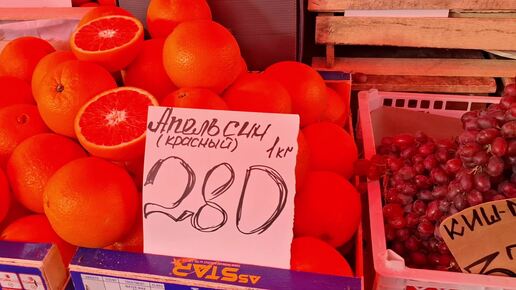 Апельсин
(красный)
1кг
280
ASSTAR
КИШ-М